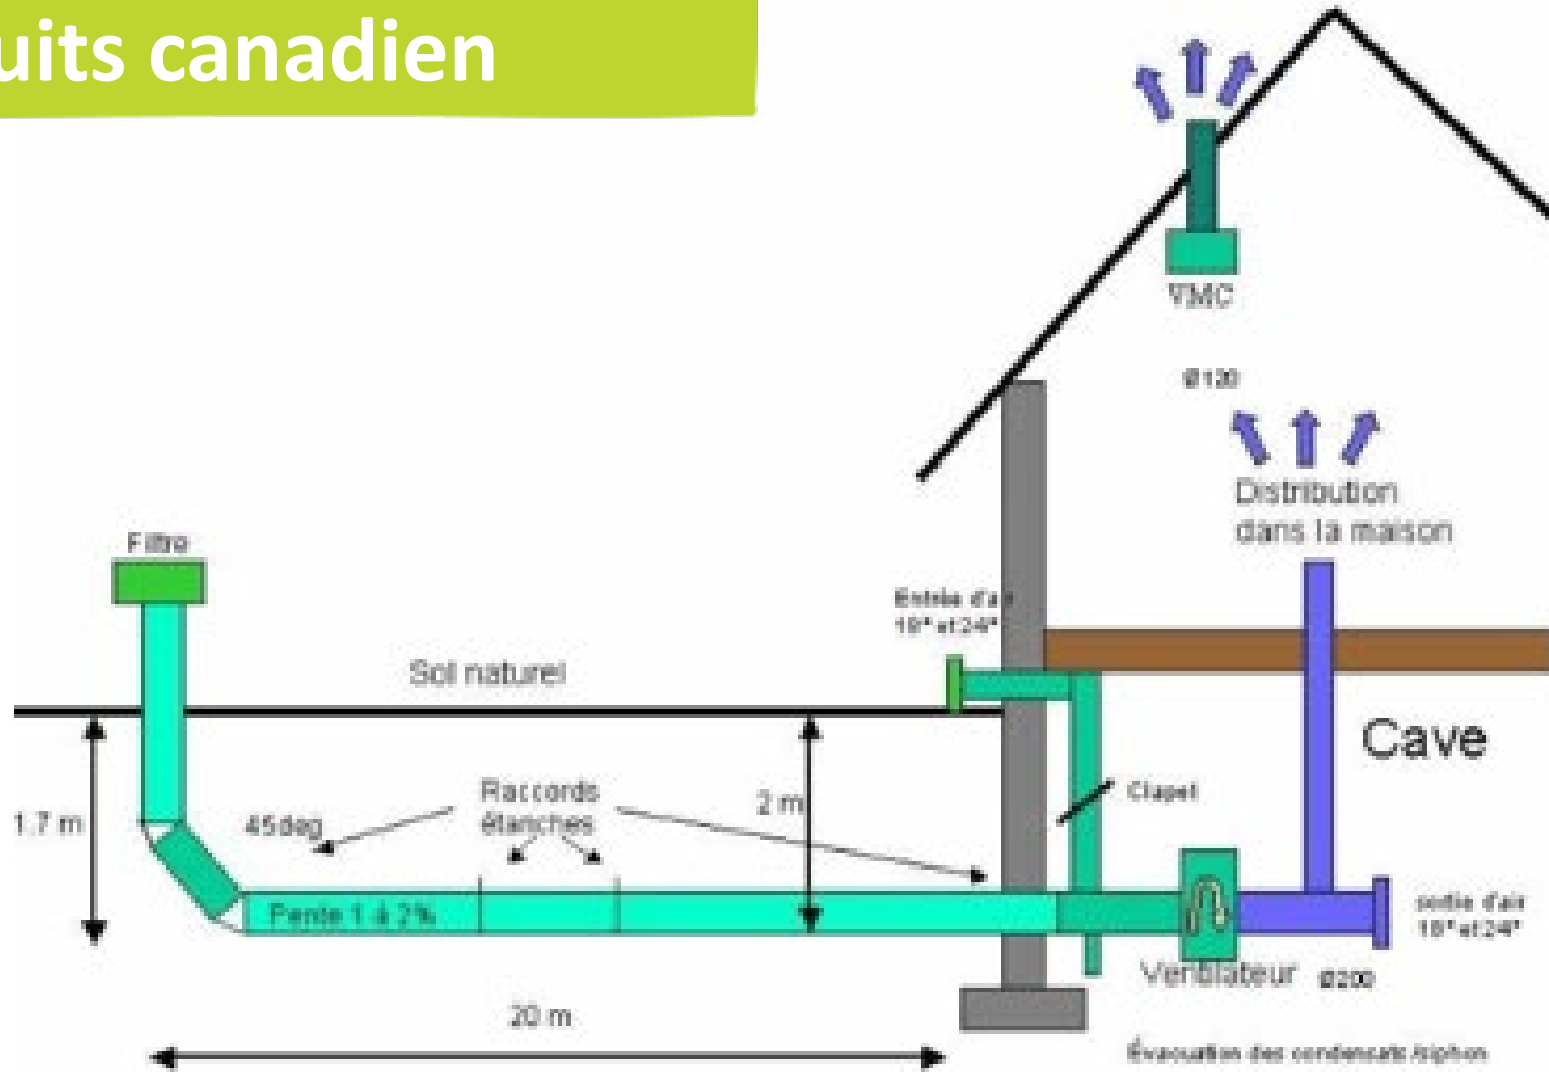 uits canadien
VMC
Ø120
Distribution
dans la maison
Filtre
Entrée d'a
18° et 24°
Sol naturel
Cave
Raccords
étanches
2 m
Clapet
1.7 m
45deg
Pente 1 à 2%
sortie d'air
18° et 24°
Ventilateur
Ø200
20 m
Évacuation des condensats/siphon